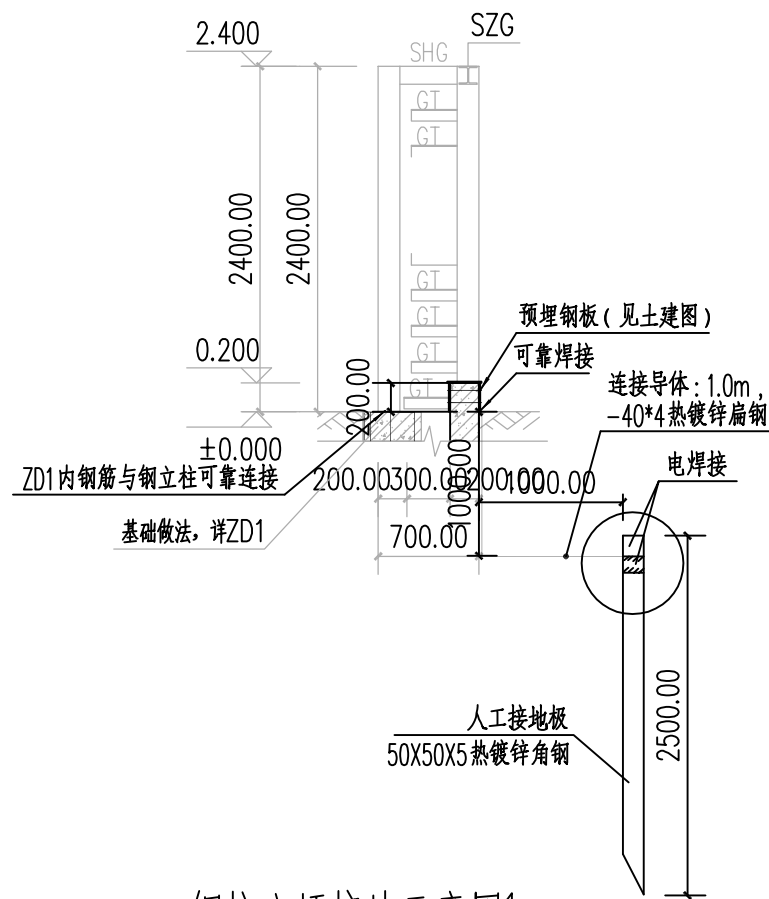 2.400
SHG
SZG
GT
GT
2400.00
2400.00
GT
GT
GT
GT
预埋钢板(见土建图)
可靠焊接
0.200
200.00
连接导体:1.0m,
-40*4热镀锌扁钢
±0.000
ZD1内钢筋与钢立柱可靠连接
200.00
300.00
200.00
1000.00
1000.00
电焊接
基础做法,详ZD1
700.00
2500.00
人工接地极
50X50X5热镀锌角钢